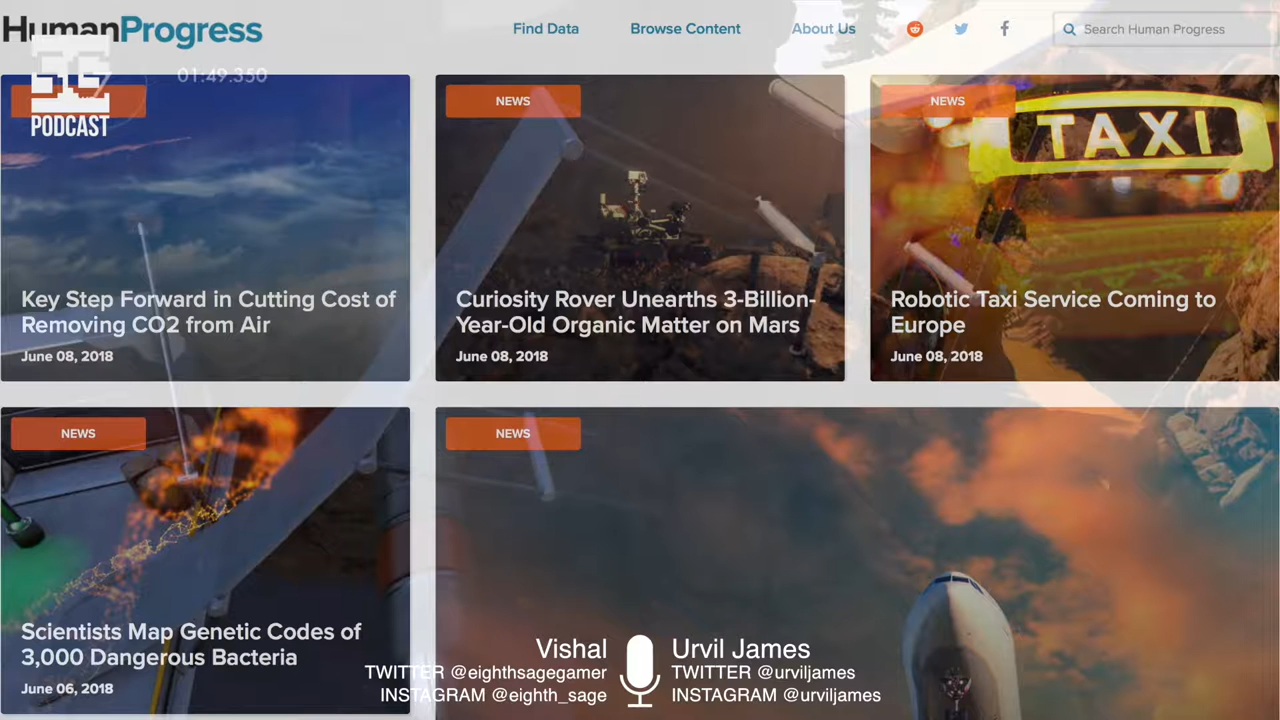 HumanProgress
Find Data
Browse Content
About Us
Search Human Progress
01:49.350
PODCAST
NEWS
NEWS
TAXI
Key Step Forward in Cutting Cost of
Removing CO2 from Air
June 08, 2018
Curiosity Rover Unearths 3-Billion-
Year-Old Organic Matter on Mars
June 08, 2018
Robotic Taxi Service Coming to
Europe
June 08, 2018
NEWS
NEWS
Scientists Map Genetic Codes of
3,000 Dangerous Bacteria
June 06, 2018
Vishal
TWITTER @eighthsagegamer
INSTAGRAM @eighth_sage
Urvil James
TWITTER @urviljames
INSTAGRAM @urviljames